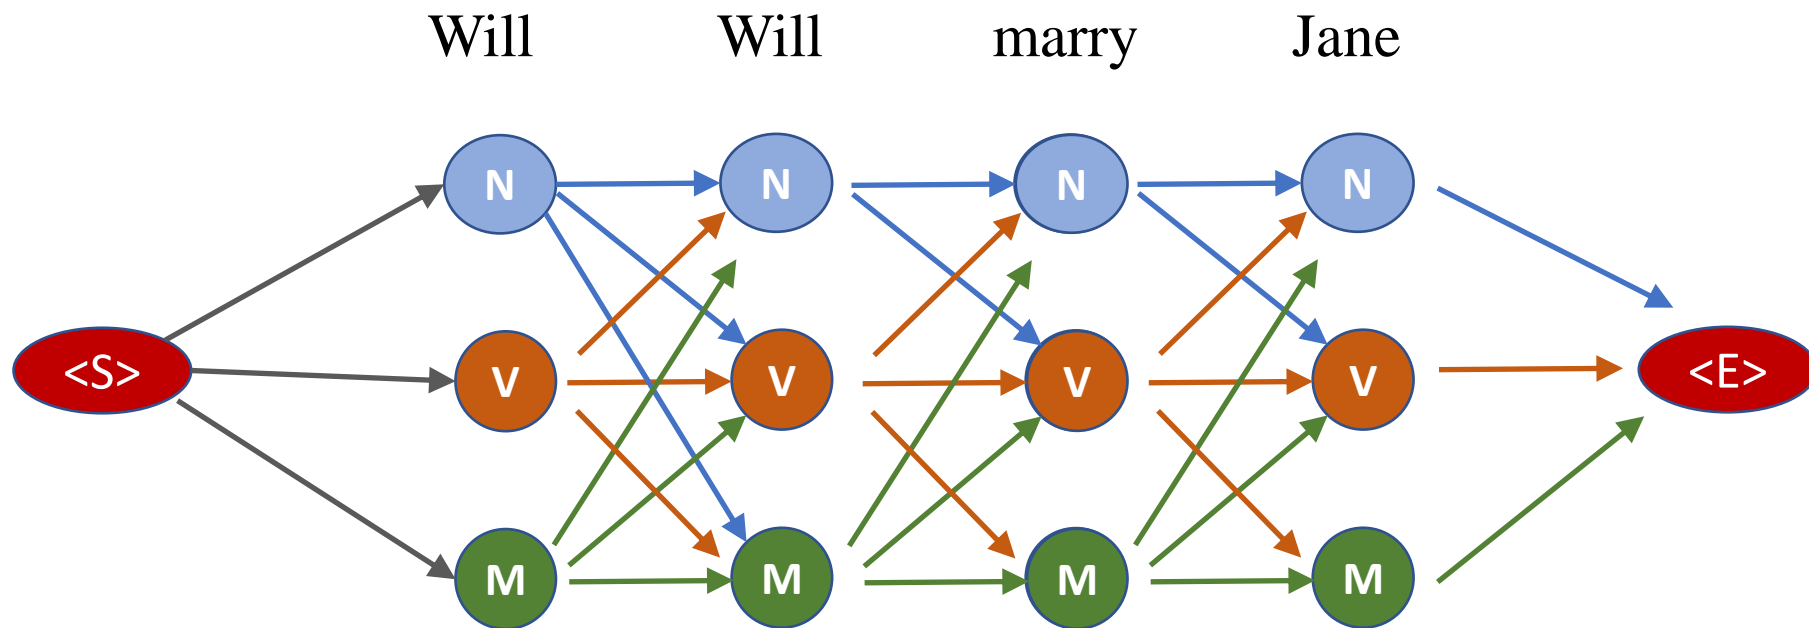 Will Will marry Jane
N N N N
<S> V V V V <E>
M M M M